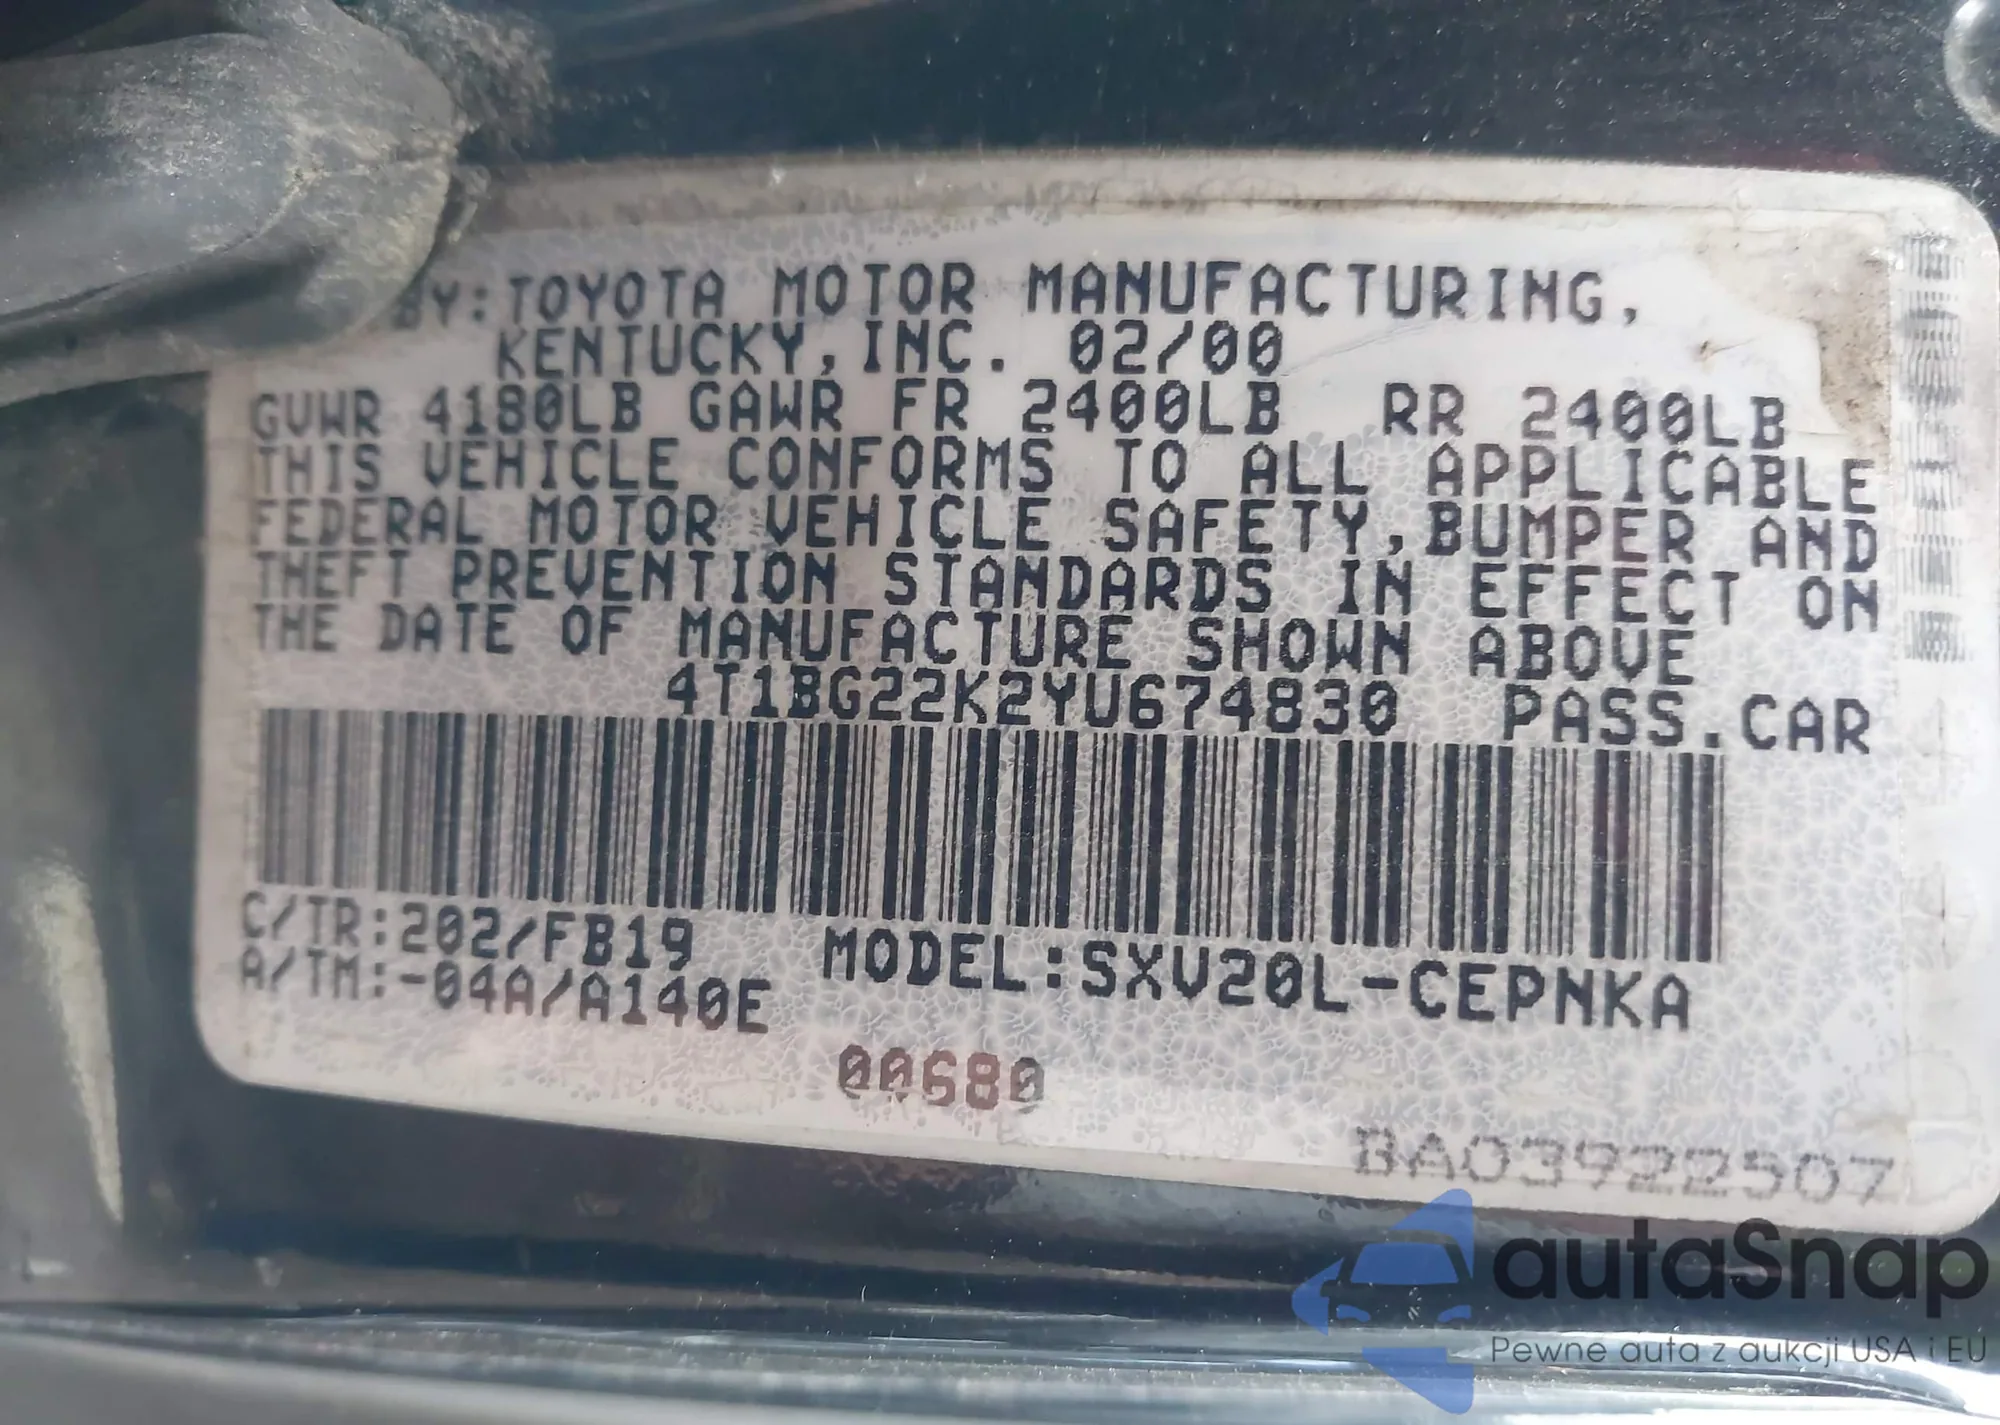 BY:TOYOTA MOTOR MANUFACTURING,
KENTUCKY,INC. 02/00
GVWR 4180LB GAWR FR 2400LB RR 2400LB
THIS VEHICLE CONFORMS TO ALL APPLICABLE
FEDERAL MOTOR VEHICLE SAFETY,BUMPER AND
THEFT PREVENTION STANDARDS IN EFFECT ON
THE DATE OF MANUFACTURE SHOWN ABOVE
4T1BG22K2YU674830 PASS.CAR
C/TR:202/FB19 MODEL:SXV20L-CEPNKA
A/TM:-04A/A140E
00680
BA03922507
autaSnap
Pewne auta z aukcji USA i EU